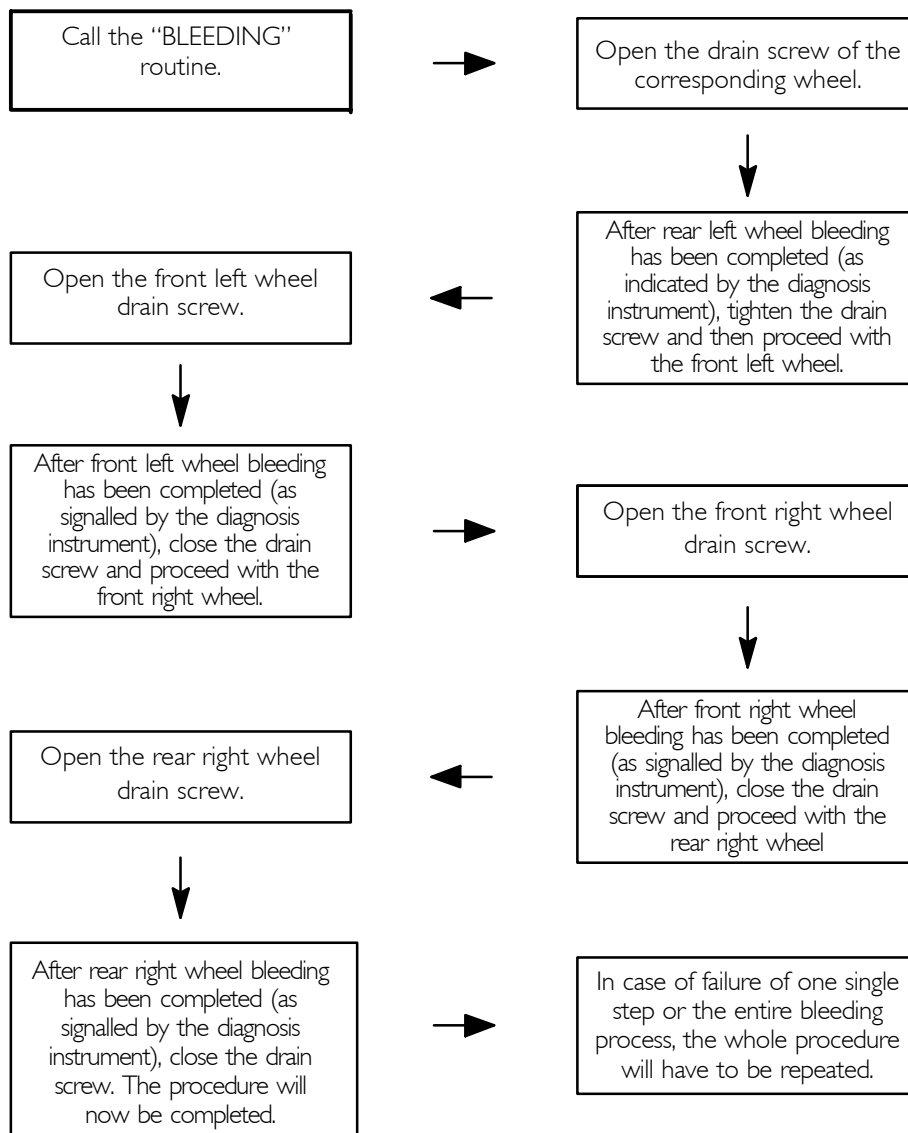 Call the “BLEEDING”
routine.
Open the drain screw of the
corresponding wheel.
After rear left wheel bleeding
has been completed (as
indicated by the diagnosis
instrument), tighten the drain
screw and then proceed with
the front left wheel.
Open the front left wheel
drain screw.
After front left wheel bleeding
has been completed (as
signalled by the diagnosis
instrument), close the drain
screw and proceed with the
front right wheel.
Open the front right wheel
drain screw.
After front right wheel
bleeding has been completed
(as signalled by the diagnosis
instrument), close the drain
screw and proceed with the
rear right wheel
Open the rear right wheel
drain screw.
After rear right wheel bleeding
has been completed (as
signalled by the diagnosis
instrument), close the drain
screw. The procedure will
now be completed.
In case of failure of one single
step or the entire bleeding
process, the whole procedure
will have to be repeated.